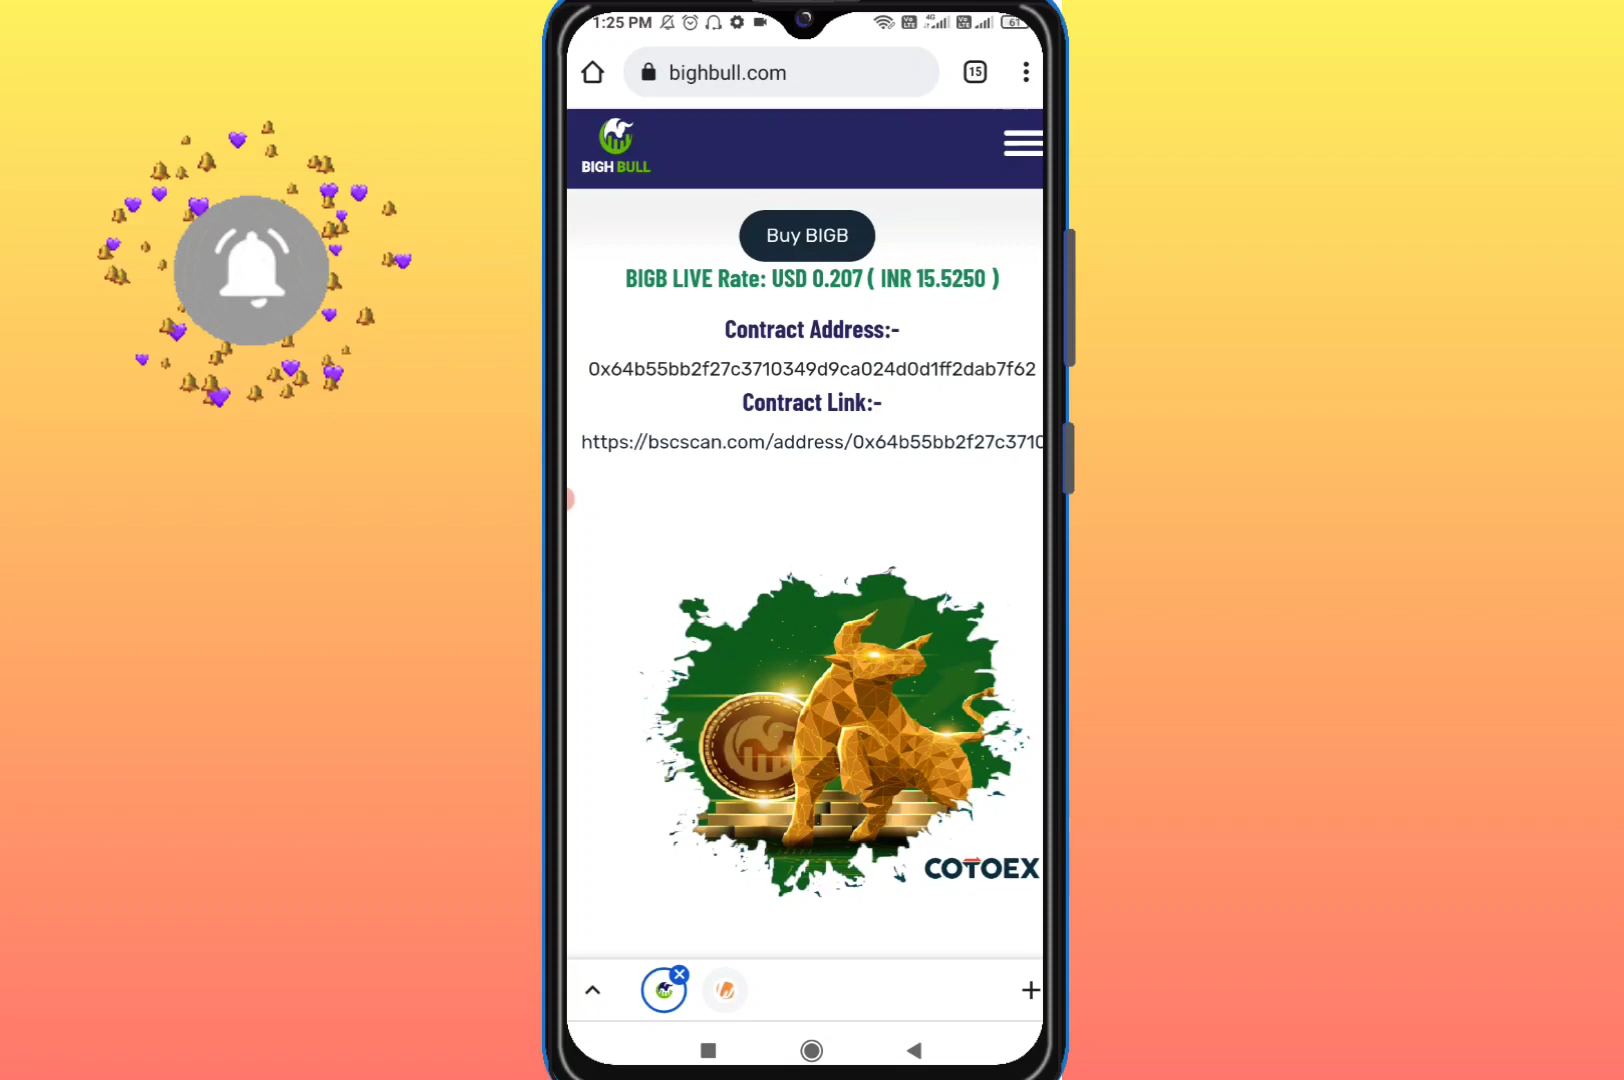 1:25 PM
61
bighbull.com
15
BIGH BULL
Buy BIGB
BIGB LIVE Rate: USD 0.207 ( INR 15.5250 )
Contract Address:-
0x64b55bb2f27c3710349d9ca024d0d1ff2dab7f62
Contract Link:-
https://bscscan.com/address/0x64b55bb2f27c3710
COTOEX